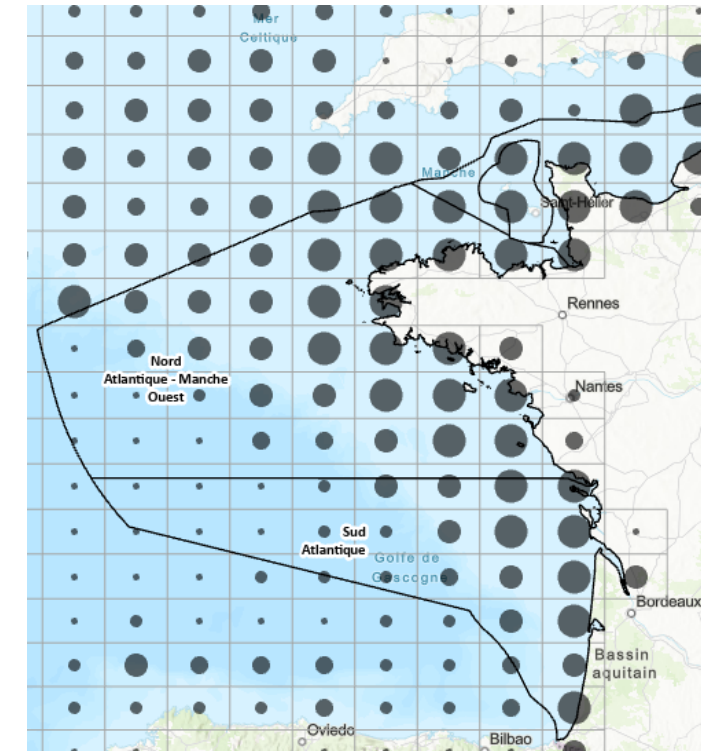 Mer
Celtique
Manche
Saint-Hélier
Rennes
Nord
Atlantique - Manche
Ouest
Nantes
Sud
Atlantique
Golfe de
Gascogne
Bordeaux
Bassin
aquitain
Oviedo
Bilbao